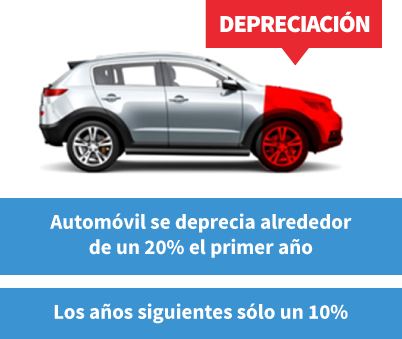 DEPRECIACIÓN
Automóvil se deprecia alrededor
de un 20% el primer año
Los años siguientes sólo un 10%